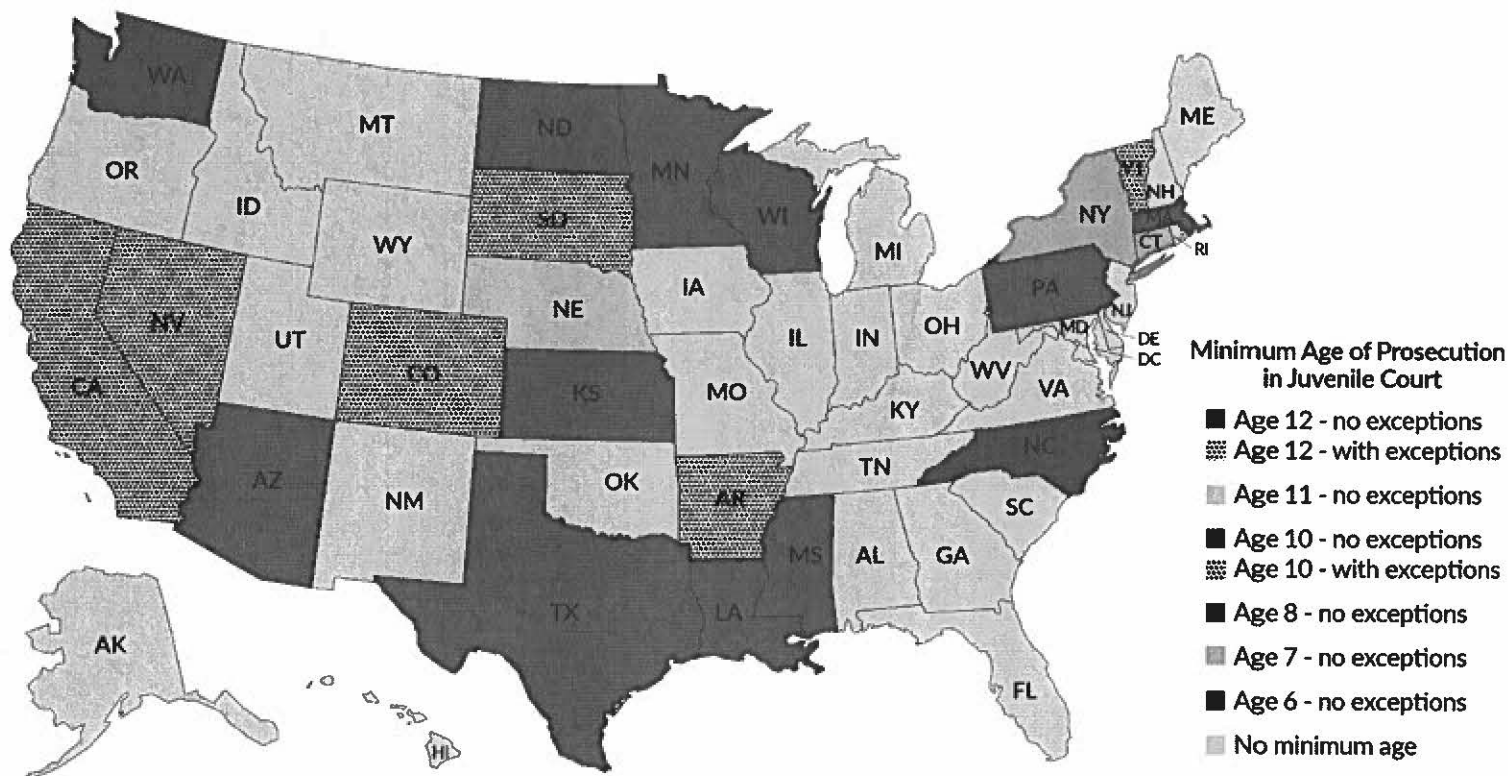 WA
MT
ND
MN
ME
OR
ID
SD
WI
VT
NH
NY
MA
WY
MI
CT
RI
IA
PA
NE
NJ
NV
UT
IL
IN
OH
MD
DE
DC
CA
CO
WV
VA
KS
MO
KY
NC
TN
AZ
NM
OK
AR
SC
MS
AL
GA
TX
LA
AK
FL
HI
Minimum Age of Prosecution
in Juvenile Court
Age 12 - no exceptions
Age 12 - with exceptions
Age 11 - no exceptions
Age 10 - no exceptions
Age 10 - with exceptions
Age 8 - no exceptions
Age 7 - no exceptions
Age 6 - no exceptions
No minimum age